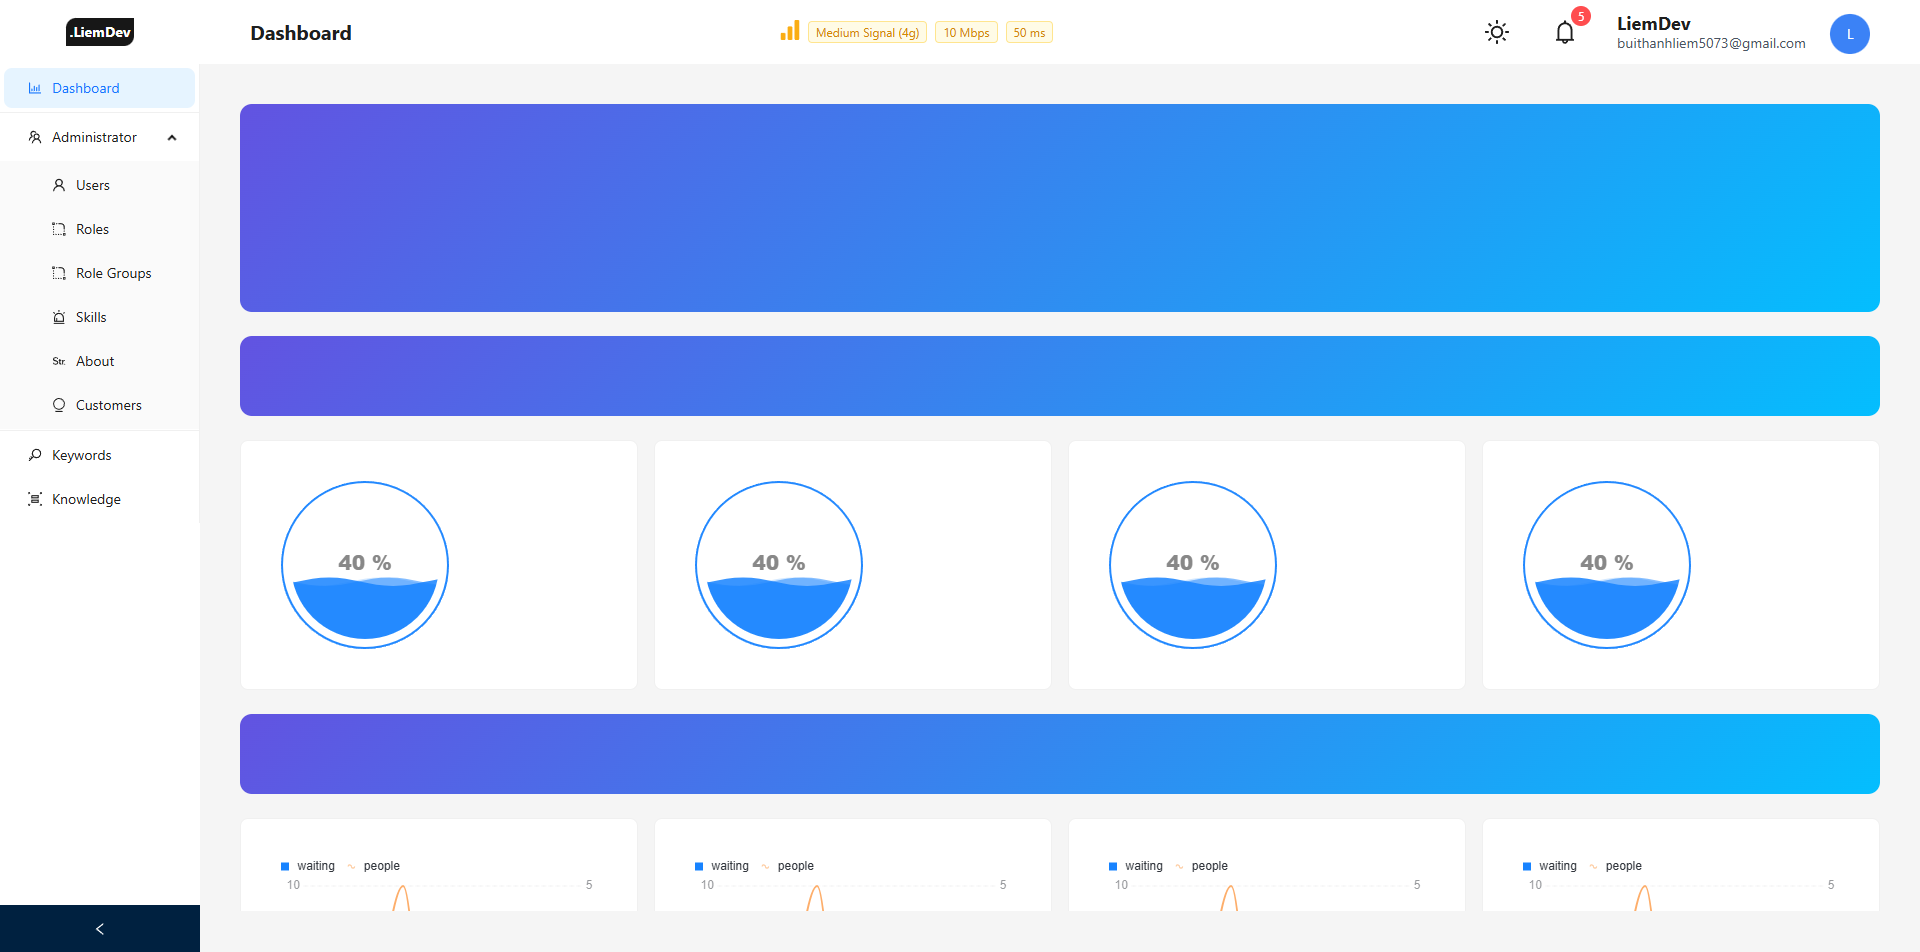 .LiemDev
Dashboard
Medium Signal (4g) 10 Mbps 50 ms
5
LiemDev
buithanhliem5073@gmail.com
L
Dashboard
Administrator
Users
Roles
Role Groups
Skills
Str. About
Customers
Keywords
Knowledge
40 % 40 % 40 % 40 %
waiting people waiting people waiting people waiting people
10 5 10 5 10 5 10 5